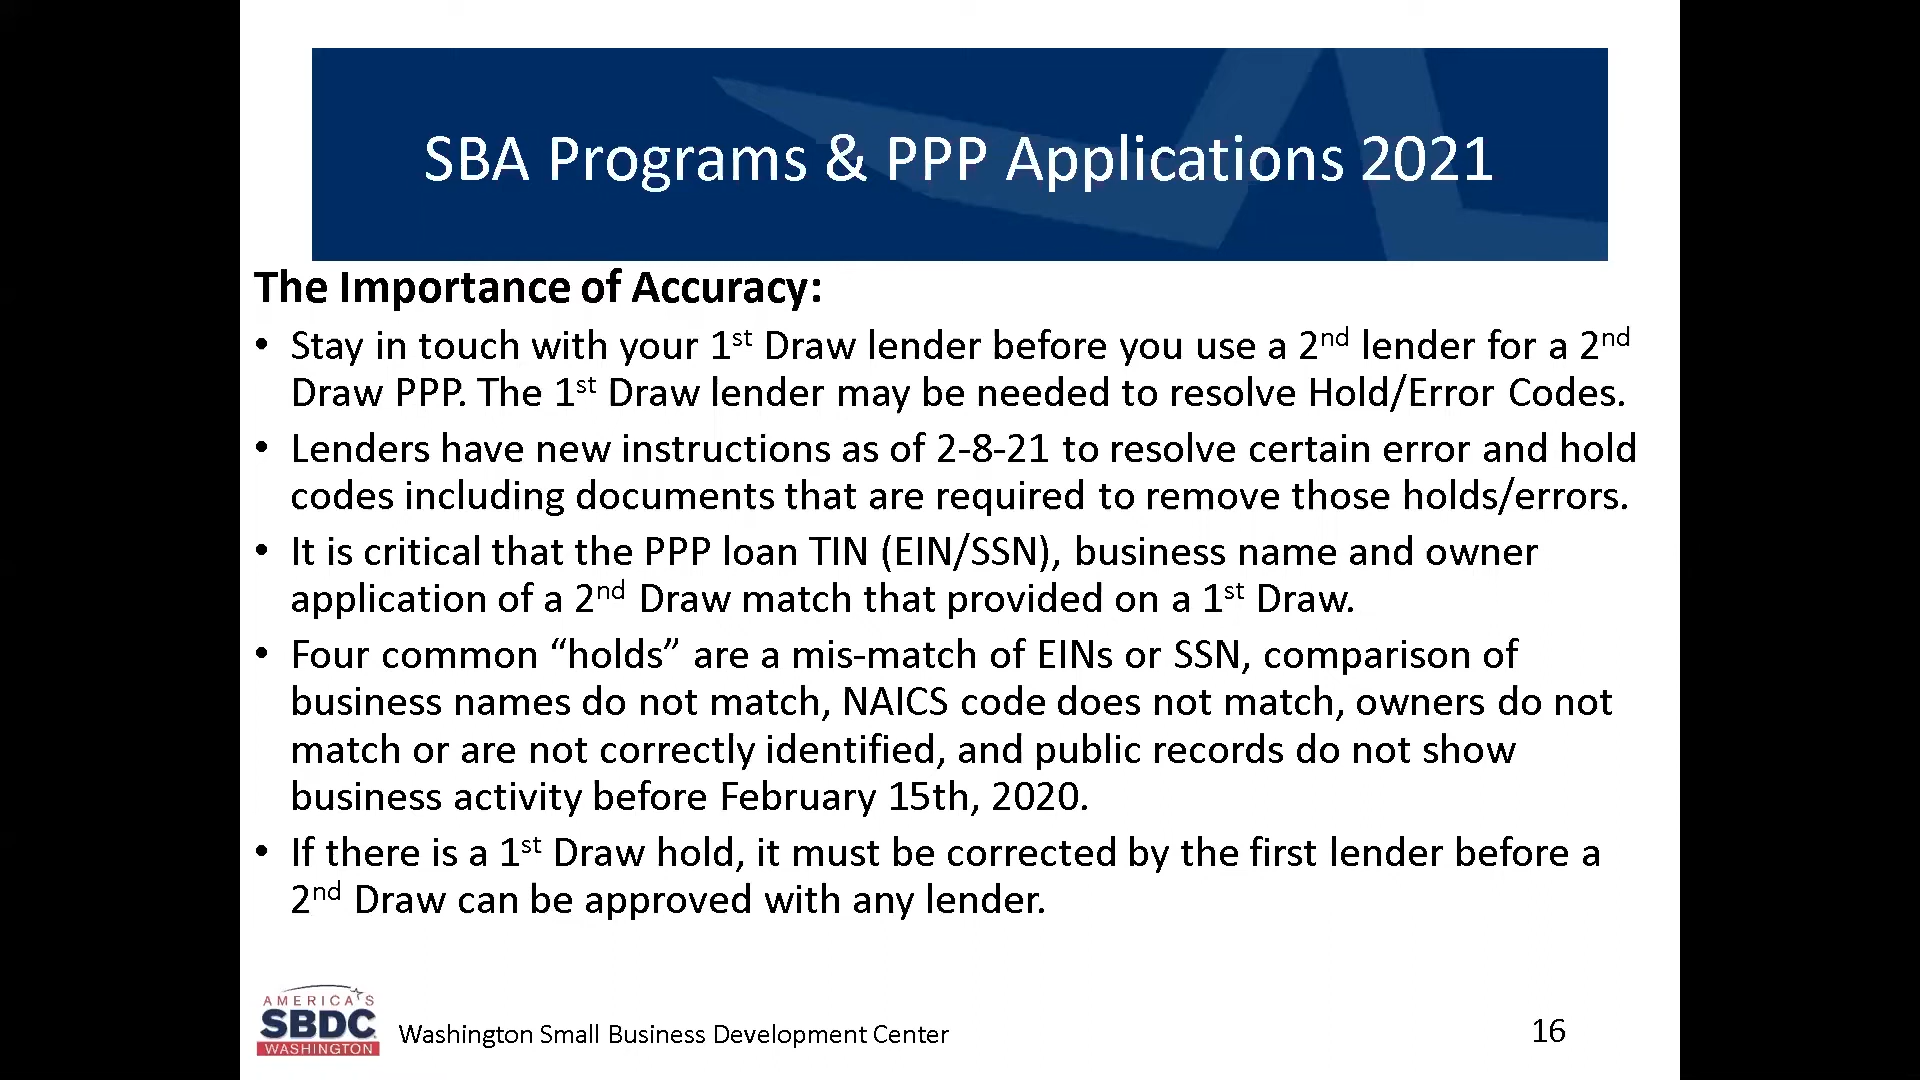 SBA Programs & PPP Applications 2021
The Importance of Accuracy:
• Stay in touch with your 1st Draw lender before you use a 2nd lender for a 2nd
Draw PPP. The 1st Draw lender may be needed to resolve Hold/Error Codes.
• Lenders have new instructions as of 2-8-21 to resolve certain error and hold
codes including documents that are required to remove those holds/errors.
• It is critical that the PPP loan TIN (EIN/SSN), business name and owner
application of a 2nd Draw match that provided on a 1st Draw.
• Four common “holds” are a mis-match of EINs or SSN, comparison of
business names do not match, NAICS code does not match, owners do not
match or are not correctly identified, and public records do not show
business activity before February 15th, 2020.
• If there is a 1st Draw hold, it must be corrected by the first lender before a
2nd Draw can be approved with any lender.
AMERICA'S
SBDC
WASHINGTON
Washington Small Business Development Center
16